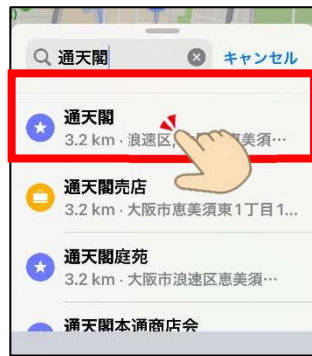 通天閣
キャンセル
通天閣
3.2 km · 浪速区, 美須…
通天閣売店
3.2 km · 大阪市恵美須東1丁目1...
通天閣庭苑
3.2 km · 大阪市浪速区恵美須…
通天閣本通商店会